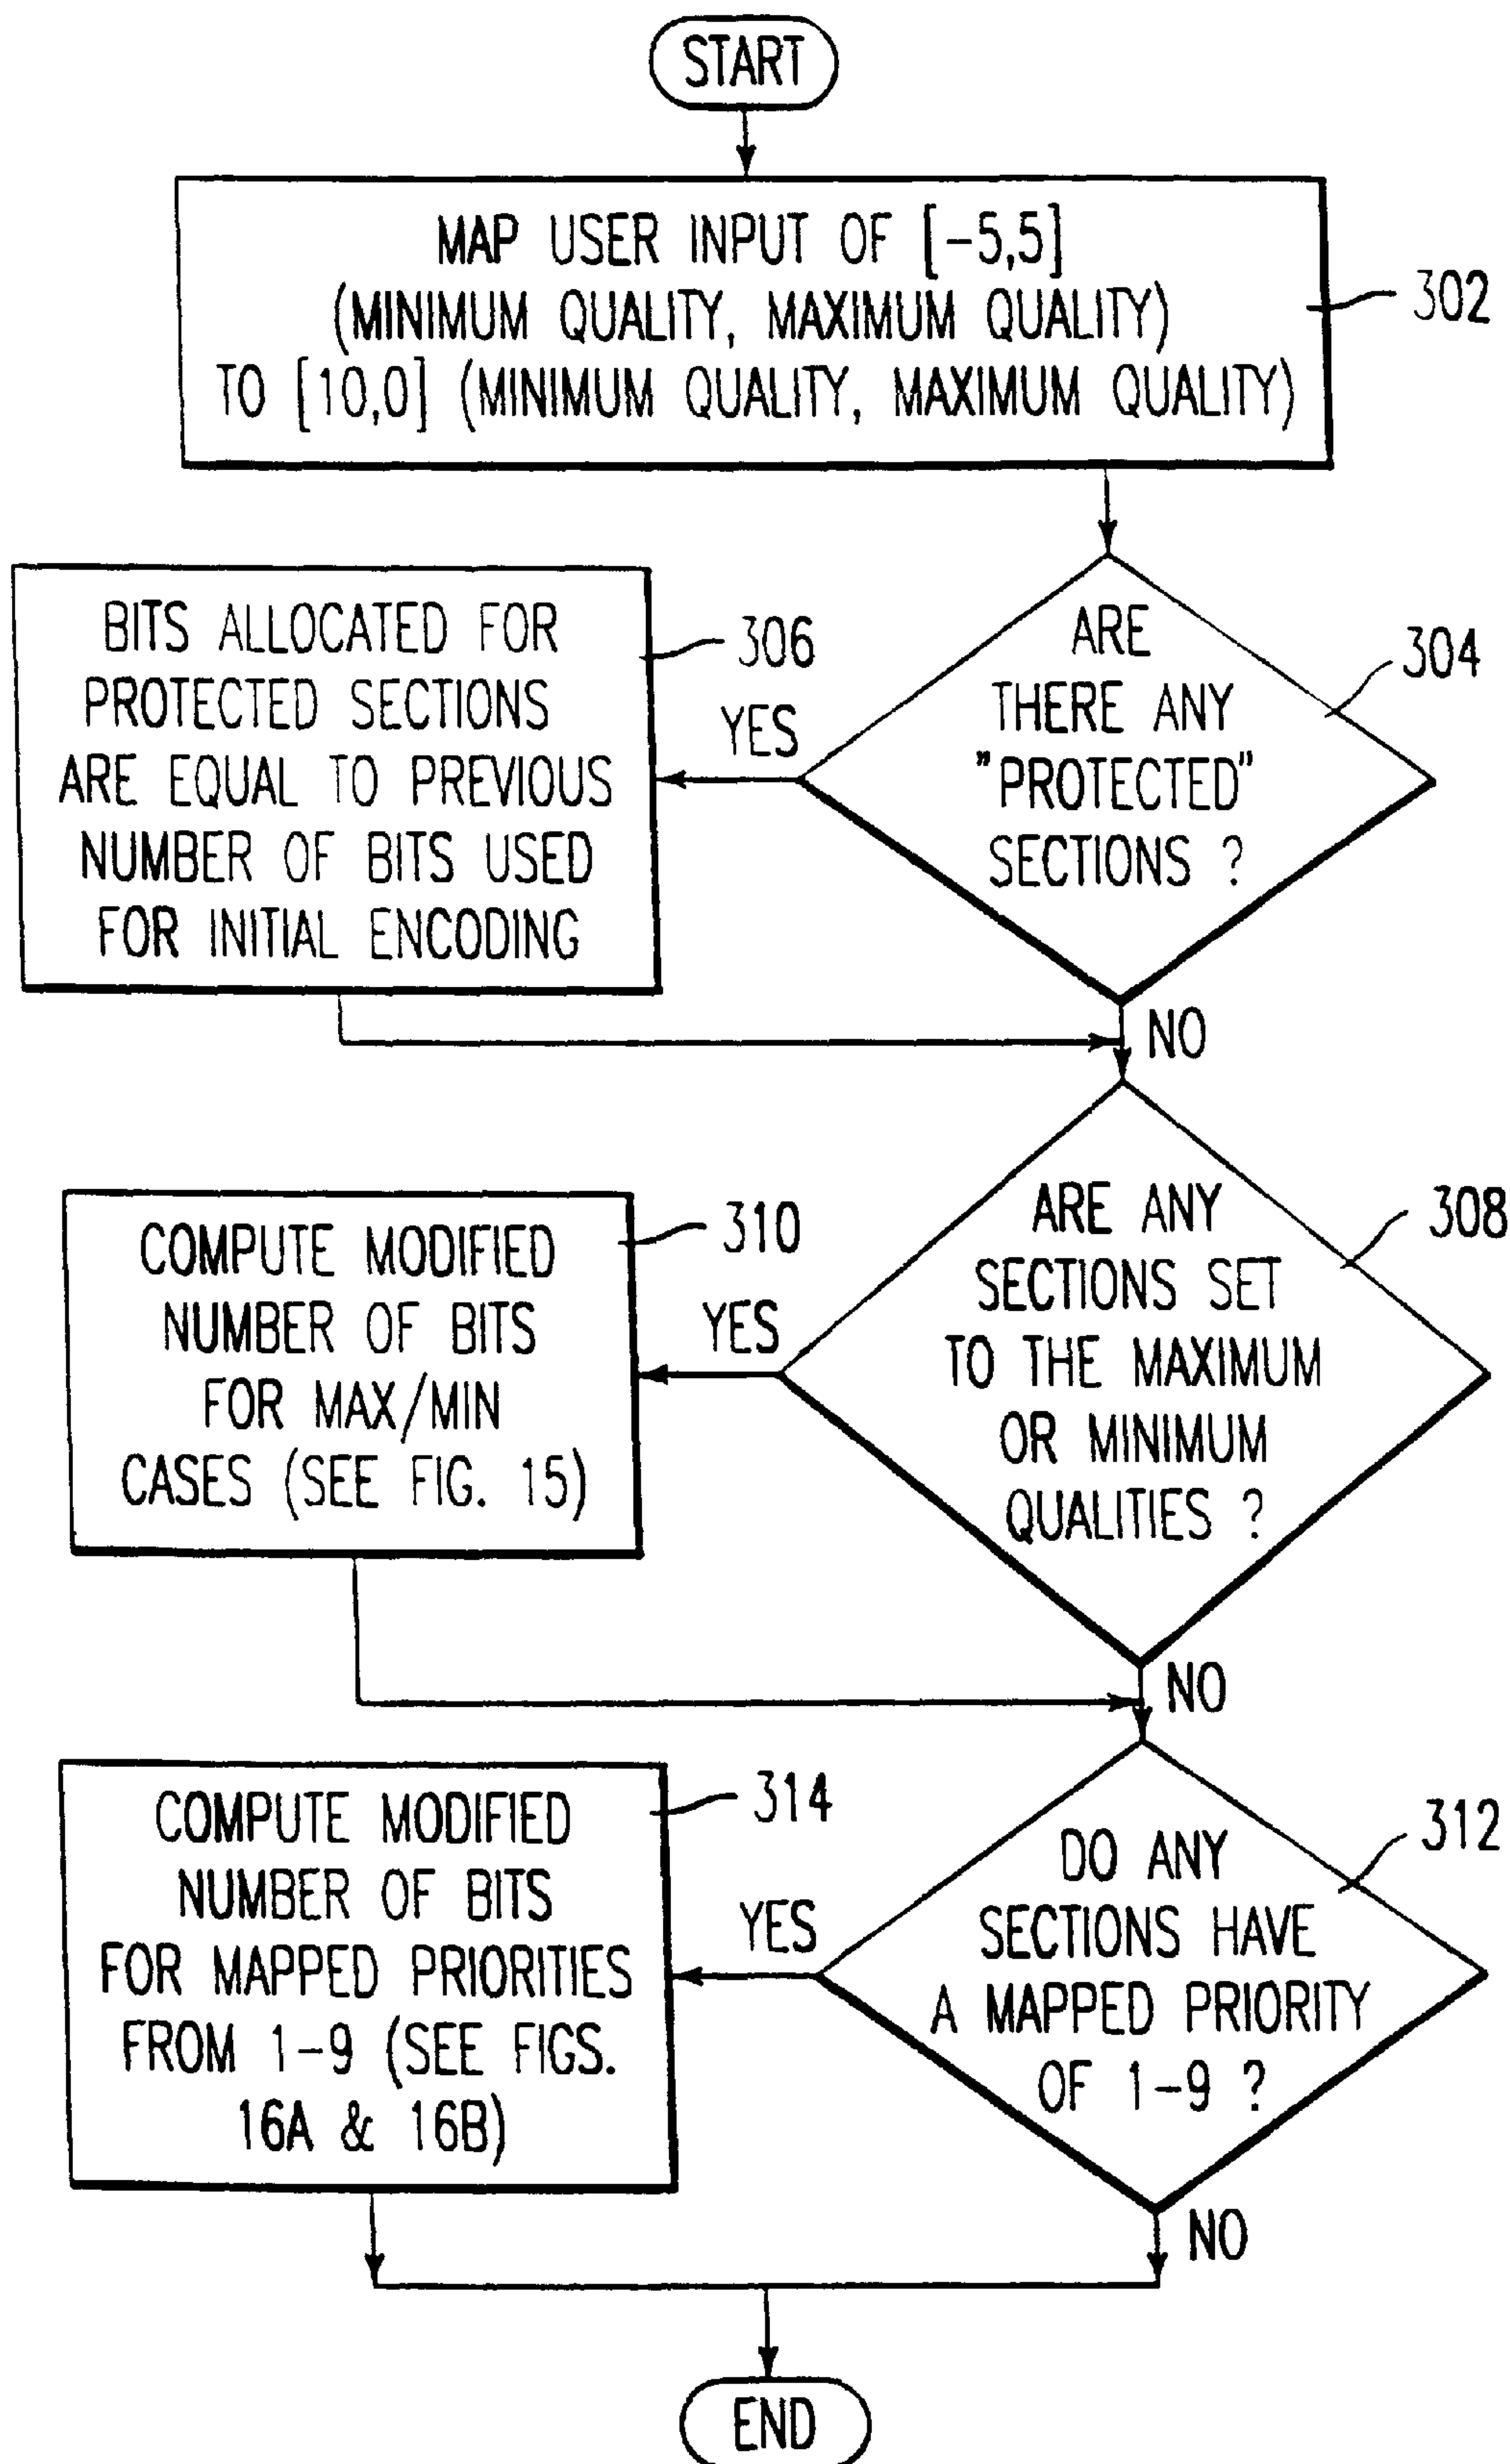 START
MAP USER INPUT OF [-5,5]
(MINIMUM QUALITY, MAXIMUM QUALITY)
TO [10,0] (MINIMUM QUALITY, MAXIMUM QUALITY)
302
ARE
THERE ANY
"PROTECTED"
SECTIONS ?
304
YES
BITS ALLOCATED FOR
PROTECTED SECTIONS
ARE EQUAL TO PREVIOUS
NUMBER OF BITS USED
FOR INITIAL ENCODING
306
NO
ARE ANY
SECTIONS SET
TO THE MAXIMUM
OR MINIMUM
QUALITIES ?
308
YES
COMPUTE MODIFIED
NUMBER OF BITS
FOR MAX/MIN
CASES (SEE FIG. 15)
310
NO
DO ANY
SECTIONS HAVE
A MAPPED PRIORITY
OF 1-9 ?
312
YES
COMPUTE MODIFIED
NUMBER OF BITS
FOR MAPPED PRIORITIES
FROM 1-9 (SEE FIGS.
16A & 16B)
314
NO
END